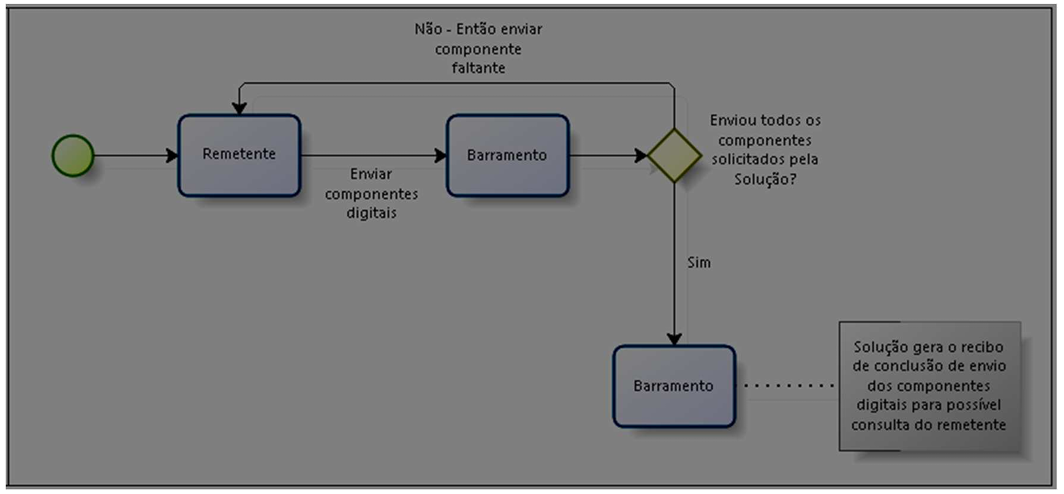 Não - Então enviar
componente
faltante
Remetente
Enviar
componentes
digitais
Barramento
Enviou todos os
componentes
solicitados pela
Solução?
Sim
Barramento
Solução gera o recibo
de conclusão de envio
dos componentes
digitais para possível
consulta do remetente